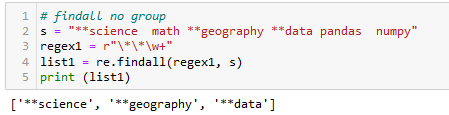 1 # findall no group
2 s = "**science  math **geography **data pandas  numpy"
3 regex1 = r"\*\*\w+"
4 list1 = re.findall(regex1, s)
5 print (list1)
['**science', '**geography', '**data']